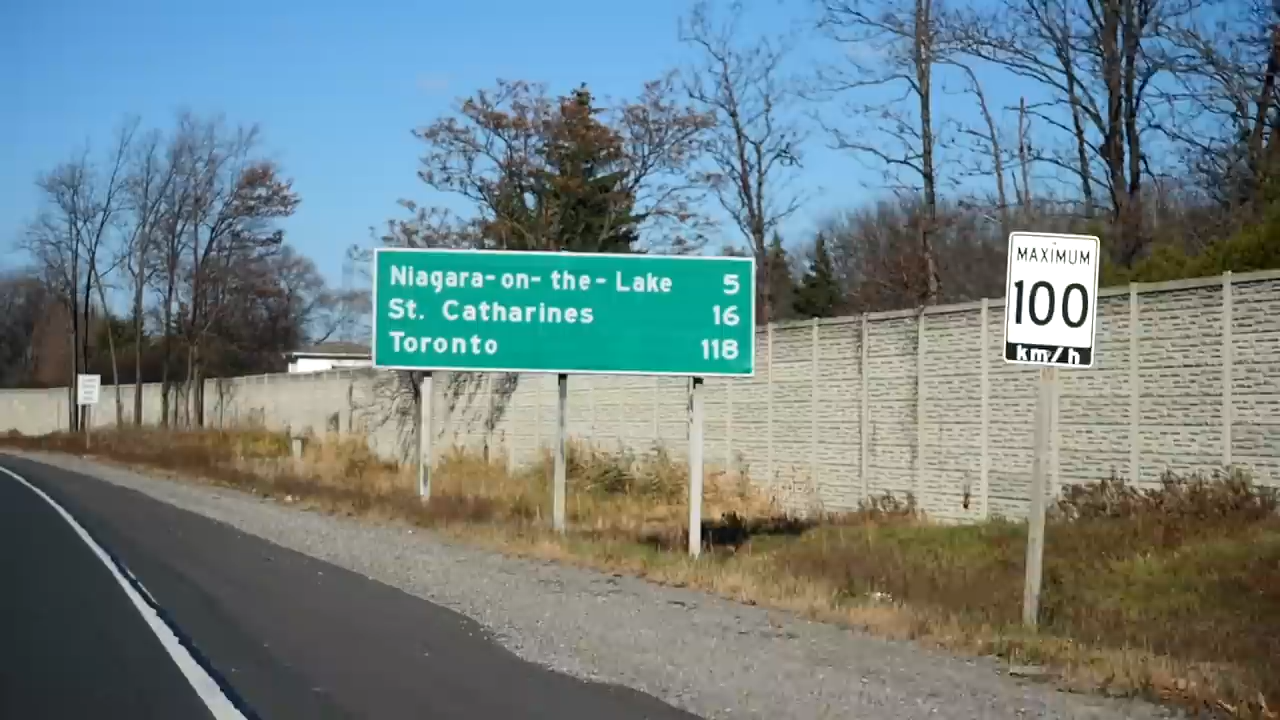 Niagara-on-the-Lake 5
St. Catharines 16
Toronto 118
MAXIMUM
100
km/h